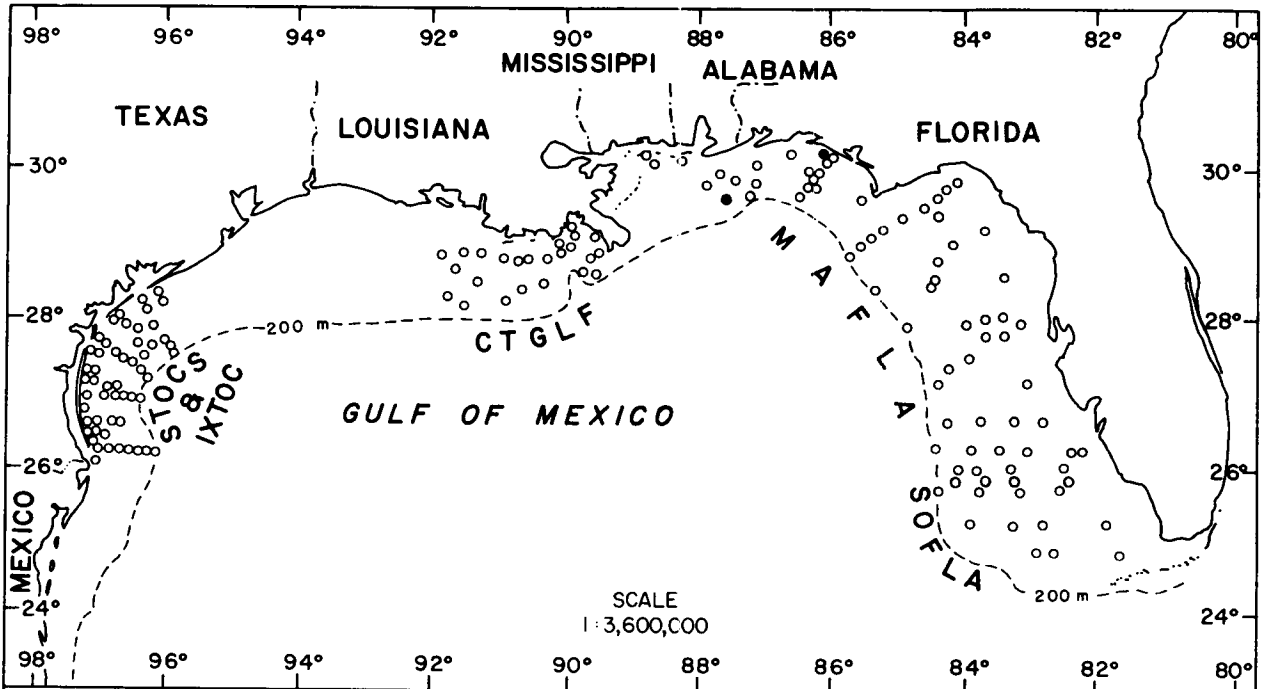 98° 96° 94° 92° 90° 88° 86° 84° 82° 80°
MISSISSIPPI ALABAMA
TEXAS LOUISIANA FLORIDA
30° 30°
28° 28°
200 m
CTGLF
MAFLA
STOCS
&
IXTOC
GULF OF MEXICO
26° 26°
SOFLA
MEXICO
24° 24°
200 m
SCALE
1:3,600,000
98° 96° 94° 92° 90° 88° 86° 84° 82° 80°